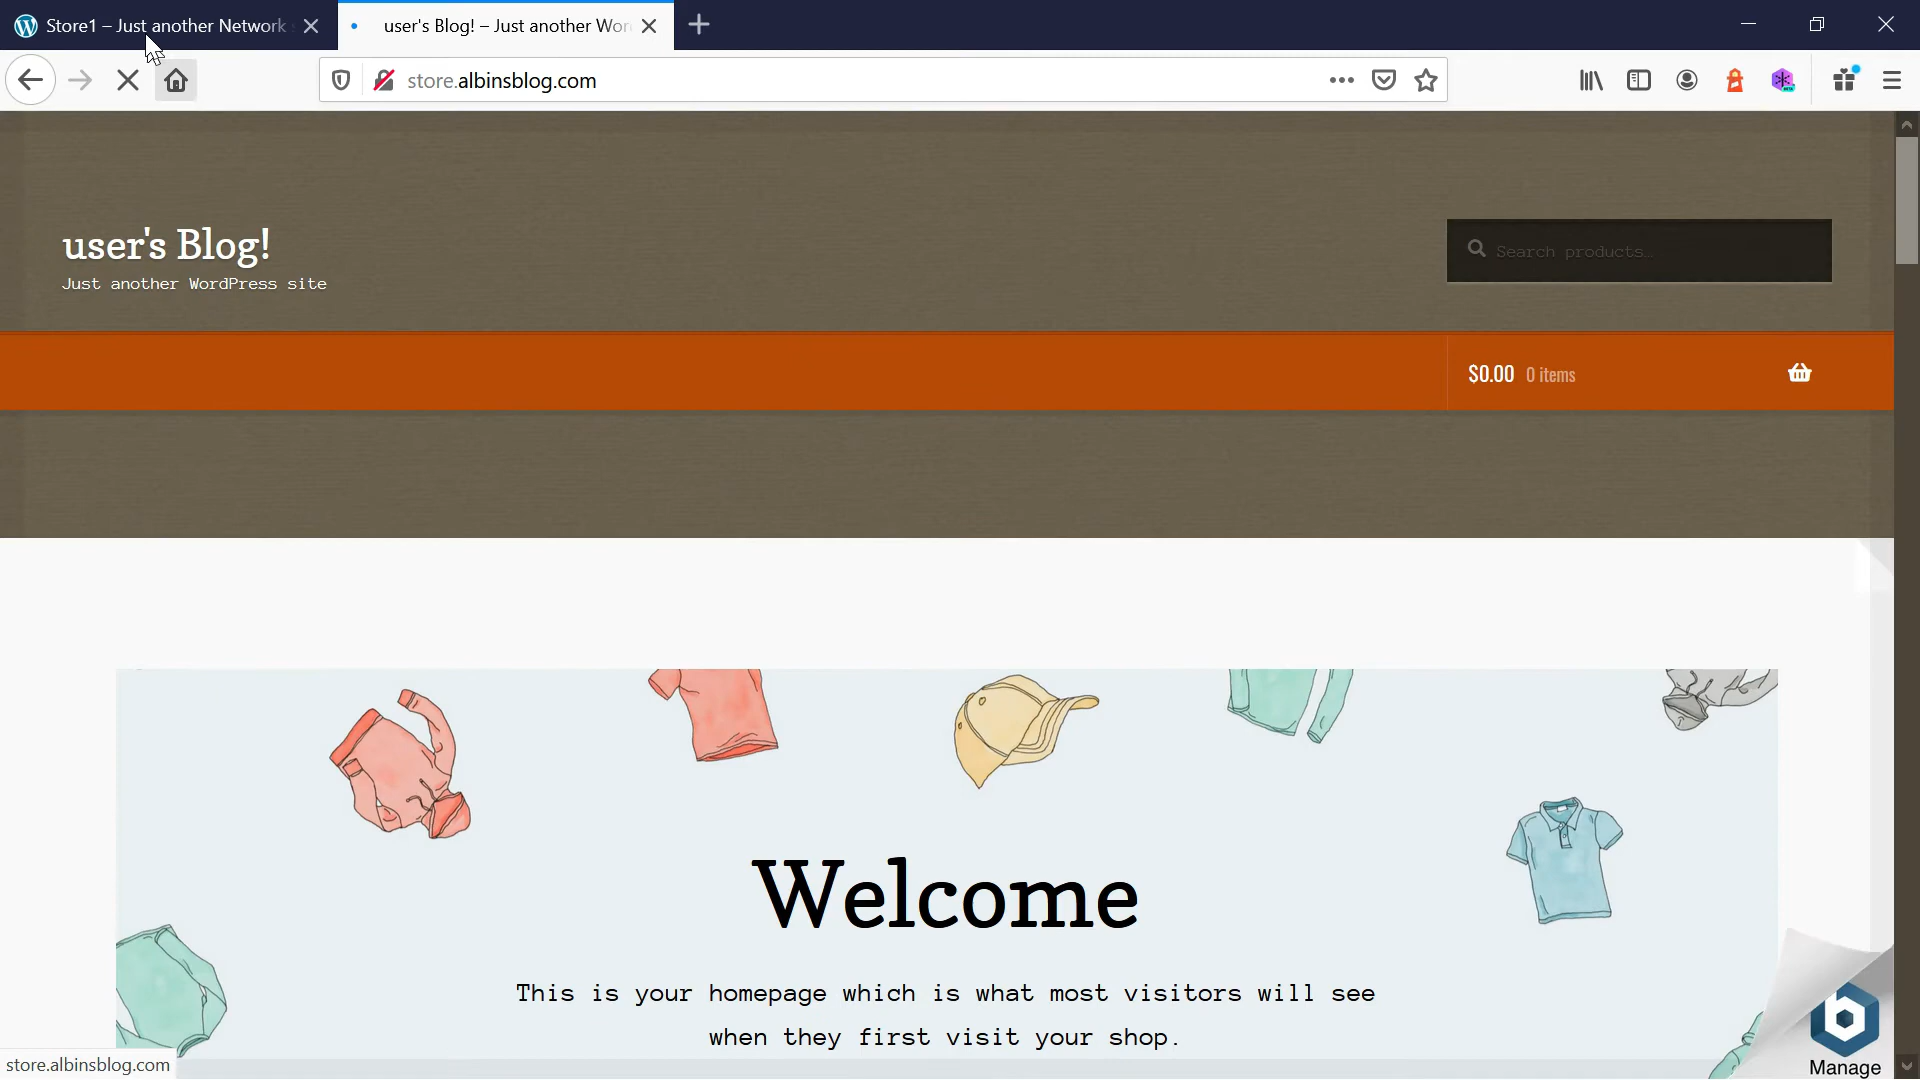 Store1 – Just another Network
user's Blog! – Just another Wor
store.albinsblog.com
user's Blog!
Just another WordPress site
Search products…
$0.00 0 items
Welcome
This is your homepage which is what most visitors will see
when they first visit your shop.
store.albinsblog.com
Manage